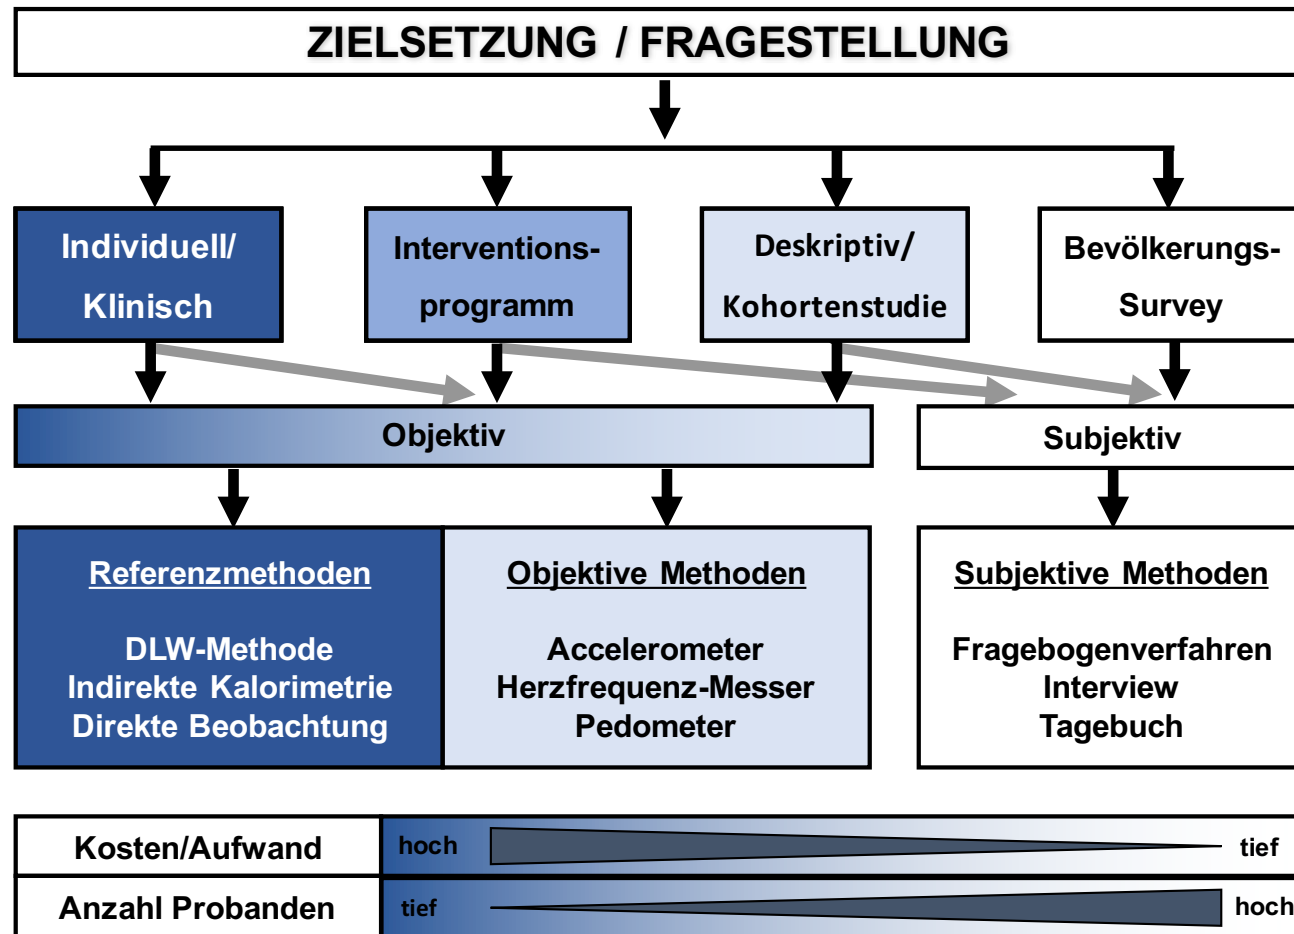 ZIELSETZUNG / FRAGESTELLUNG
Individuell/
Klinisch
Interventions-
programm
Deskriptiv/
Kohortenstudie
Bevölkerungs-
Survey
Objektiv
Subjektiv
Referenzmethoden
DLW-Methode
Indirekte Kalorimetrie
Direkte Beobachtung
Objektive Methoden
Accelerometer
Herzfrequenz-Messer
Pedometer
Subjektive Methoden
Fragebogenverfahren
Interview
Tagebuch
Kosten/Aufwand hoch tief
Anzahl Probanden tief hoch